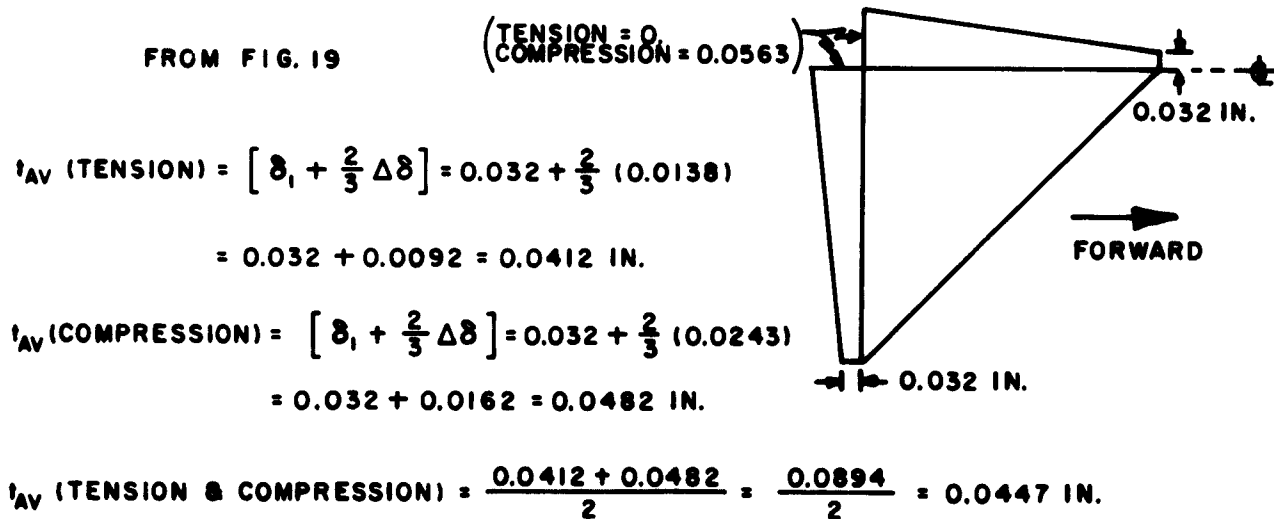 FROM FIG. 19
(TENSION = 0.
COMPRESSION = 0.0563)
℄
0.032 IN.
t_AV (TENSION) = [δ₁ + 2/3 Δδ] = 0.032 + 2/3 (0.0138)
= 0.032 + 0.0092 = 0.0412 IN.
FORWARD
t_AV (COMPRESSION) = [δ₁ + 2/3 Δδ] = 0.032 + 2/3 (0.0243)
0.032 IN.
= 0.032 + 0.0162 = 0.0482 IN.
t_AV (TENSION & COMPRESSION) = (0.0412 + 0.0482)/2 = 0.0894/2 = 0.0447 IN.